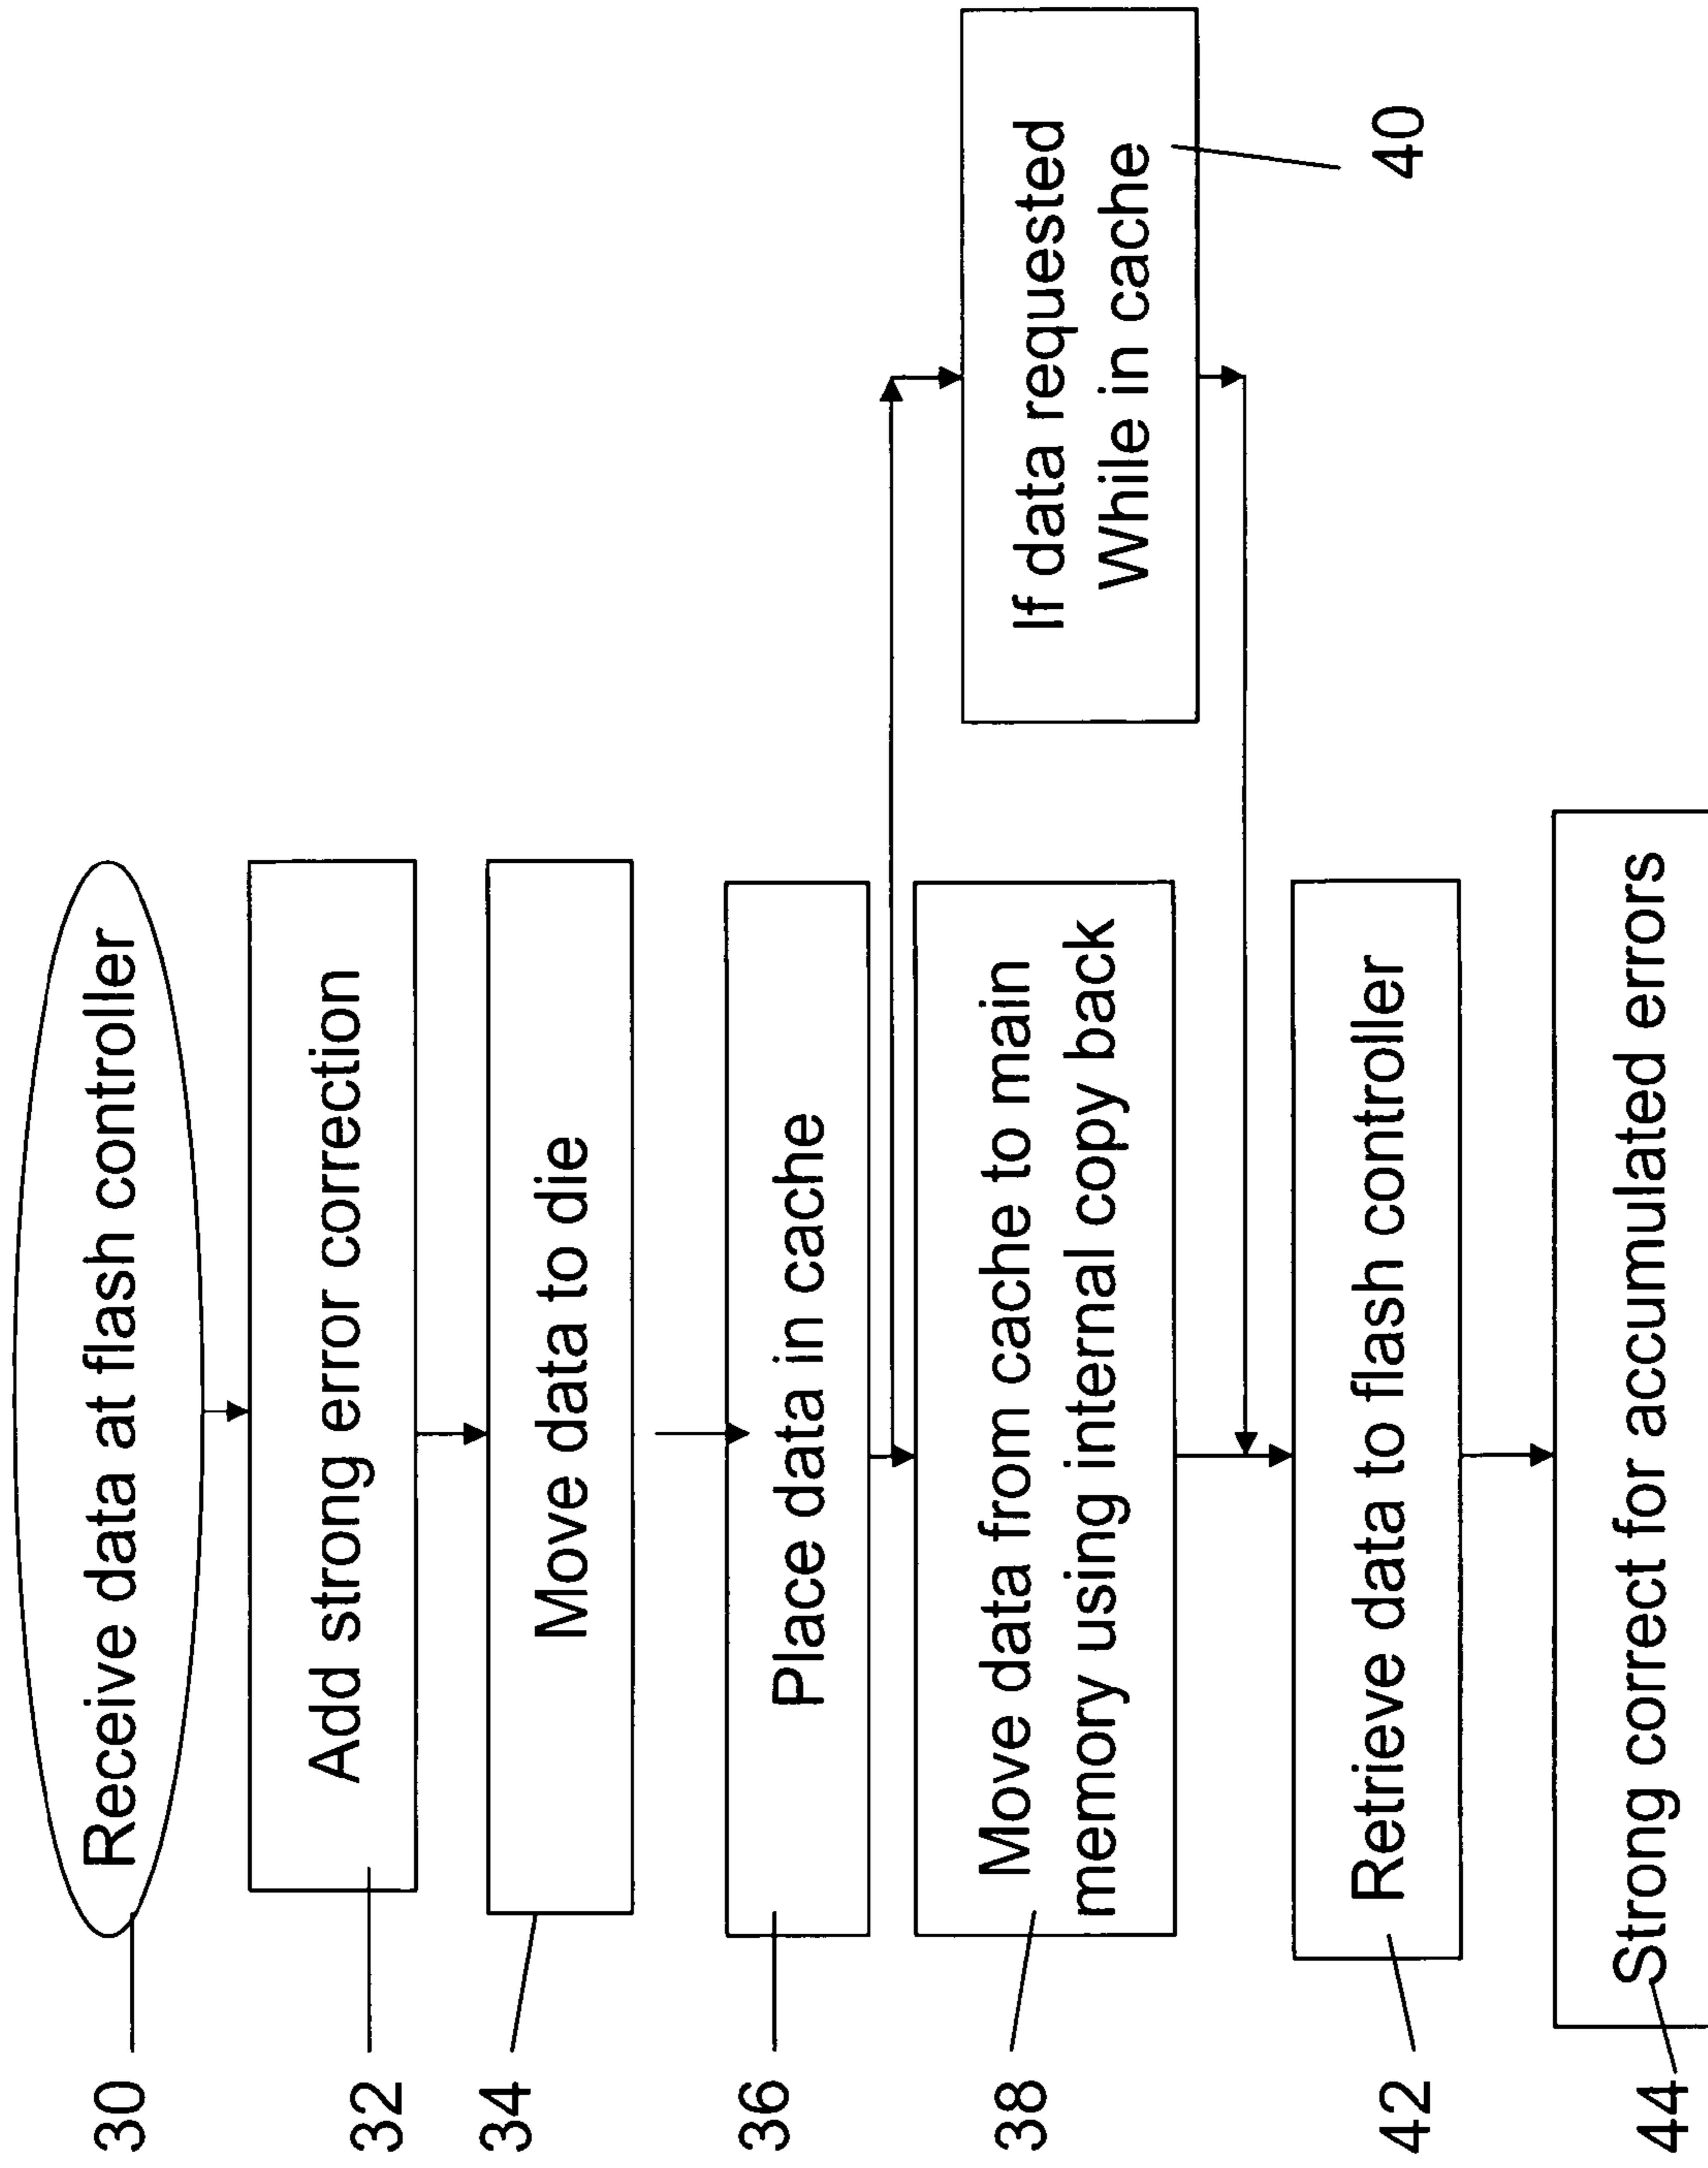 30
Receive data at flash controller
32
Add strong error correction
34
Move data to die
36
Place data in cache
38
Move data from cache to main
memory using internal copy back
If data requested
While in cache
40
42
Retrieve data to flash controller
44
Strong correct for accumulated errors